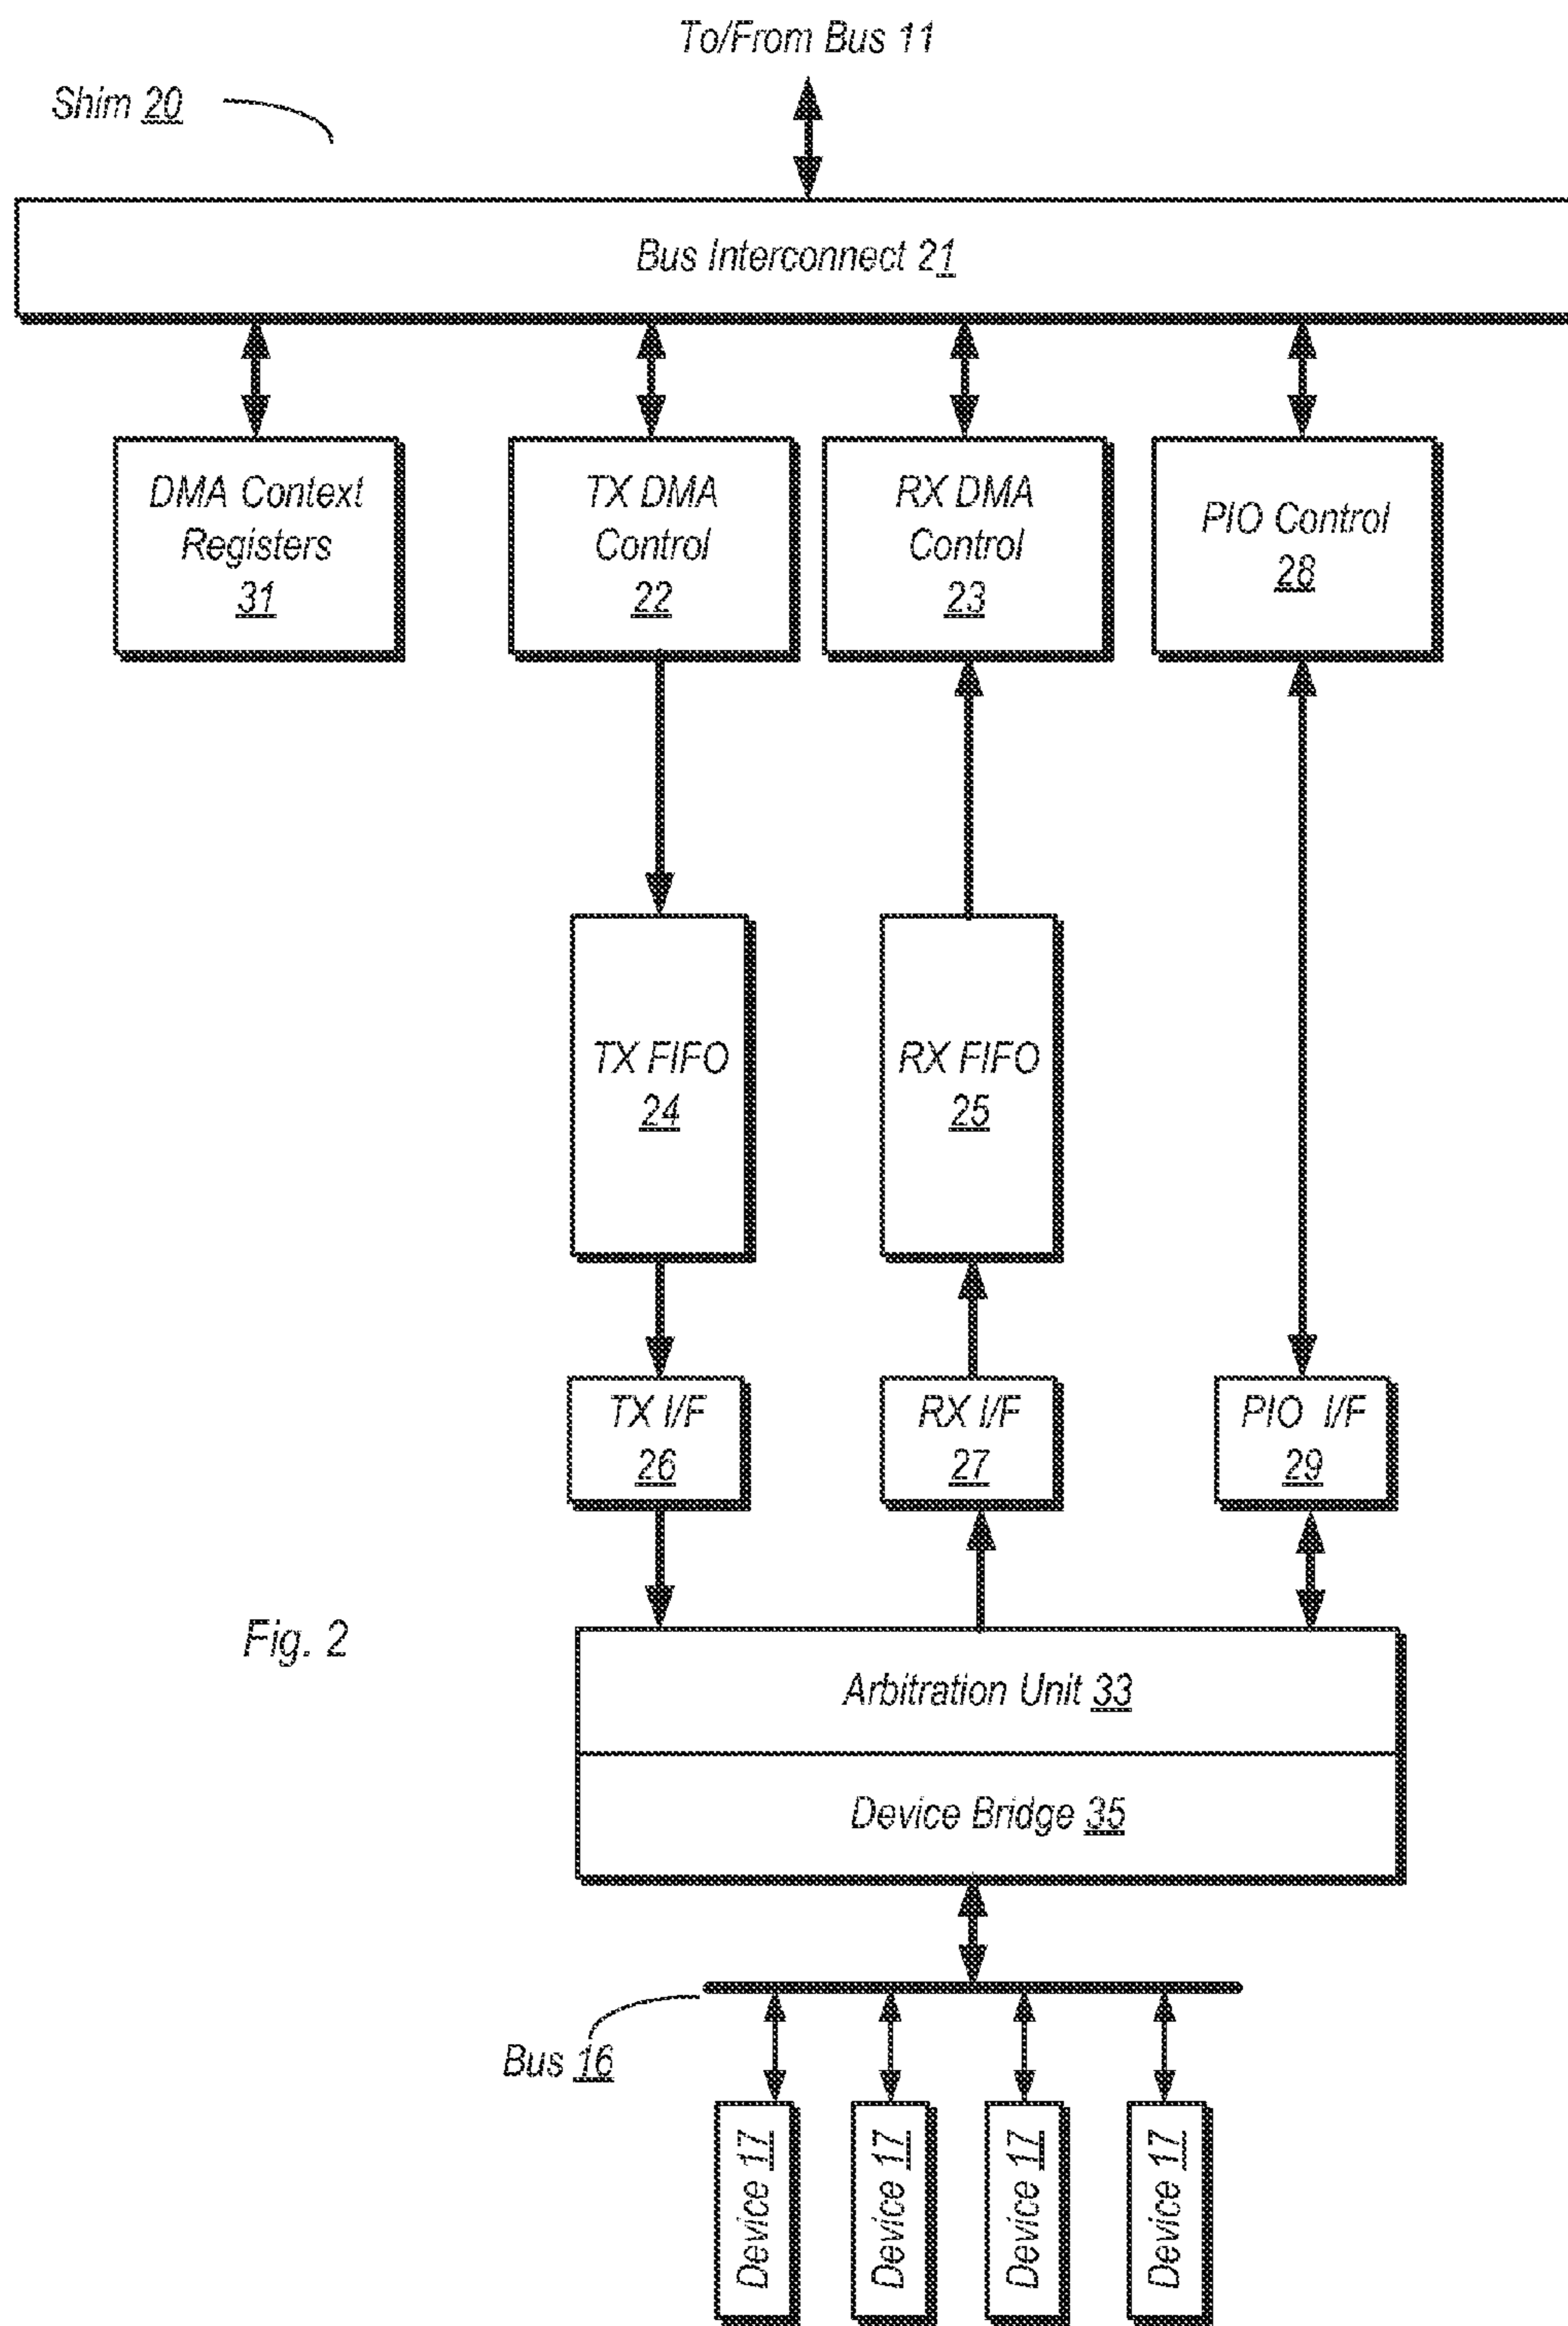 To/From Bus 11
Shim 20
Bus Interconnect 21
DMA Context
Registers
31
TX DMA
Control
22
RX DMA
Control
23
PIO Control
28
TX FIFO
24
RX FIFO
25
TX I/F
26
RX I/F
27
PIO I/F
29
Fig. 2
Arbitration Unit 33
Device Bridge 35
Bus 16
Device 17
Device 17
Device 17
Device 17